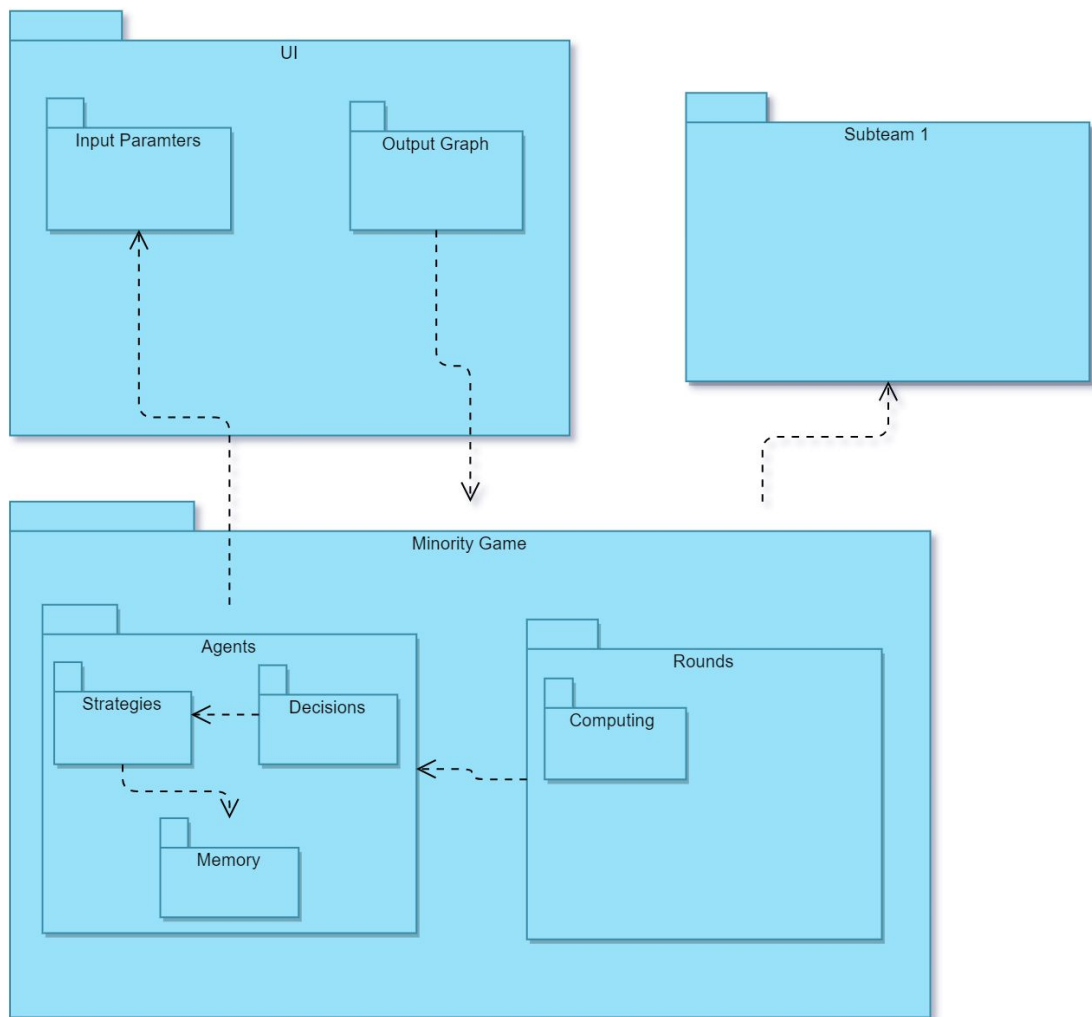 UI
Input Paramters
Output Graph
Subteam 1
Minority Game
Agents
Strategies
Decisions
Memory
Rounds
Computing